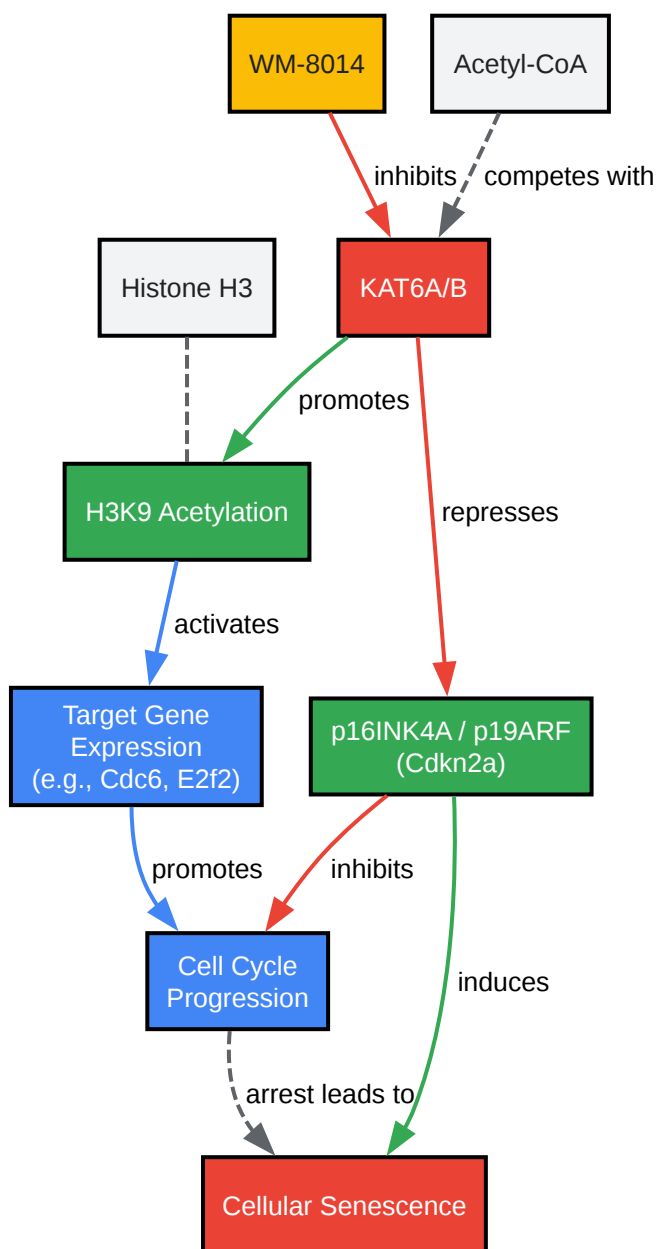 WM-8014
Acetyl-CoA
inhibits
competes with
Histone H3
KAT6A/B
promotes
H3K9 Acetylation
represses
activates
Target Gene
Expression
(e.g., Cdc6, E2f2)
p16INK4A / p19ARF
(Cdkn2a)
promotes
inhibits
Cell Cycle
Progression
induces
arrest leads to
Cellular Senescence